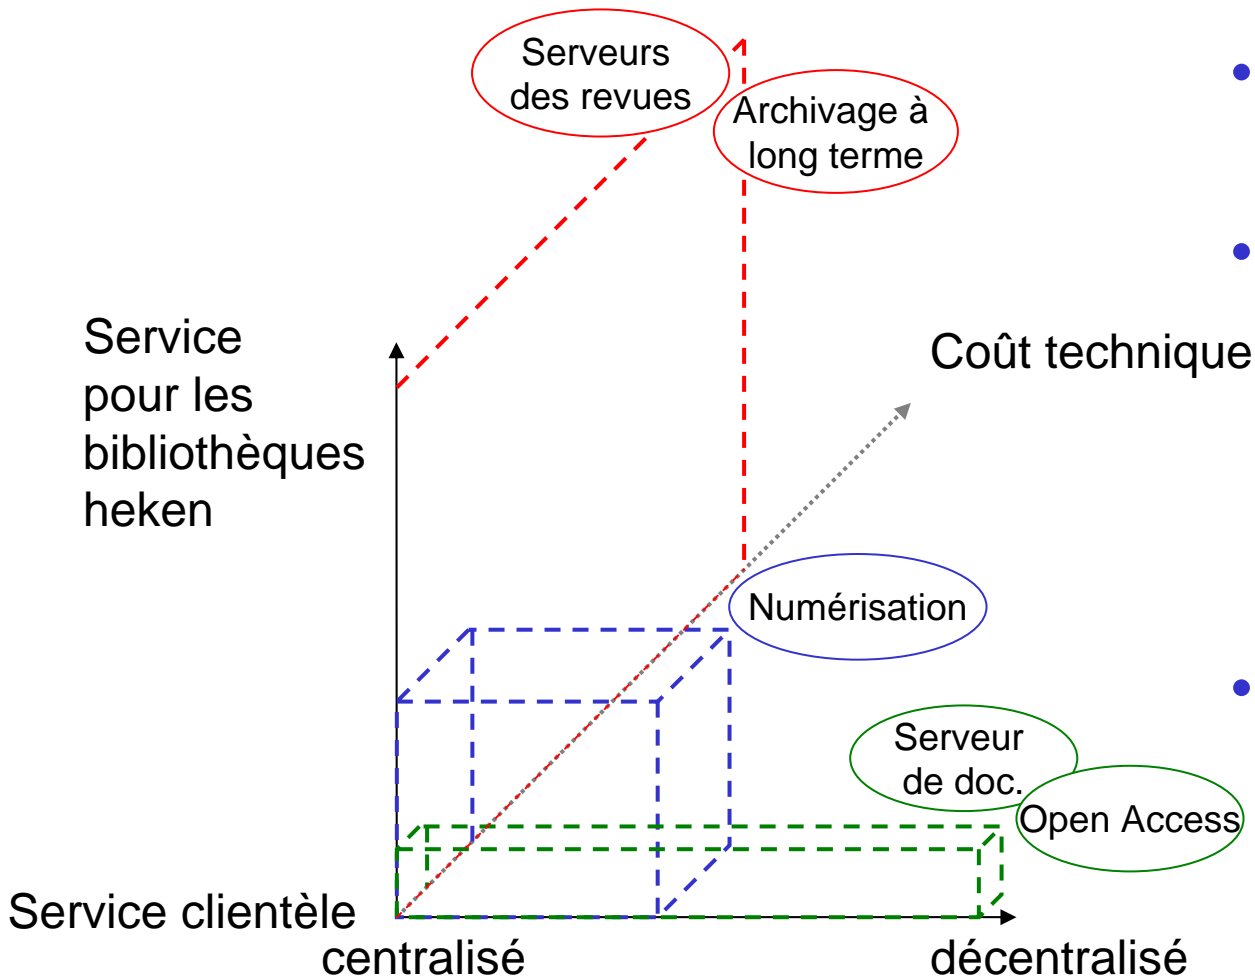 Serveurs
des revues
Archivage à
long terme
Service
pour les
bibliothèques
heken
Coût technique
Numérisation
Serveur
de doc.
Open Access
Service clientèle
centralisé
décentralisé